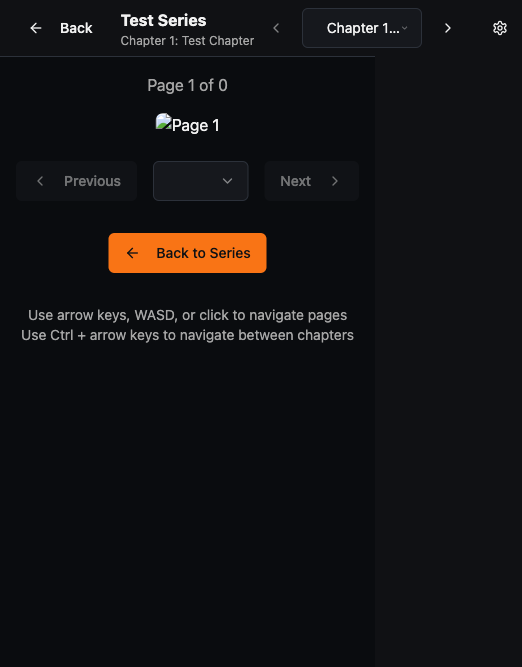 Back
Test Series
Chapter 1: Test Chapter
Chapter 1...
Page 1 of 0
Page 1
Previous
Next
Back to Series
Use arrow keys, WASD, or click to navigate pages
Use Ctrl + arrow keys to navigate between chapters